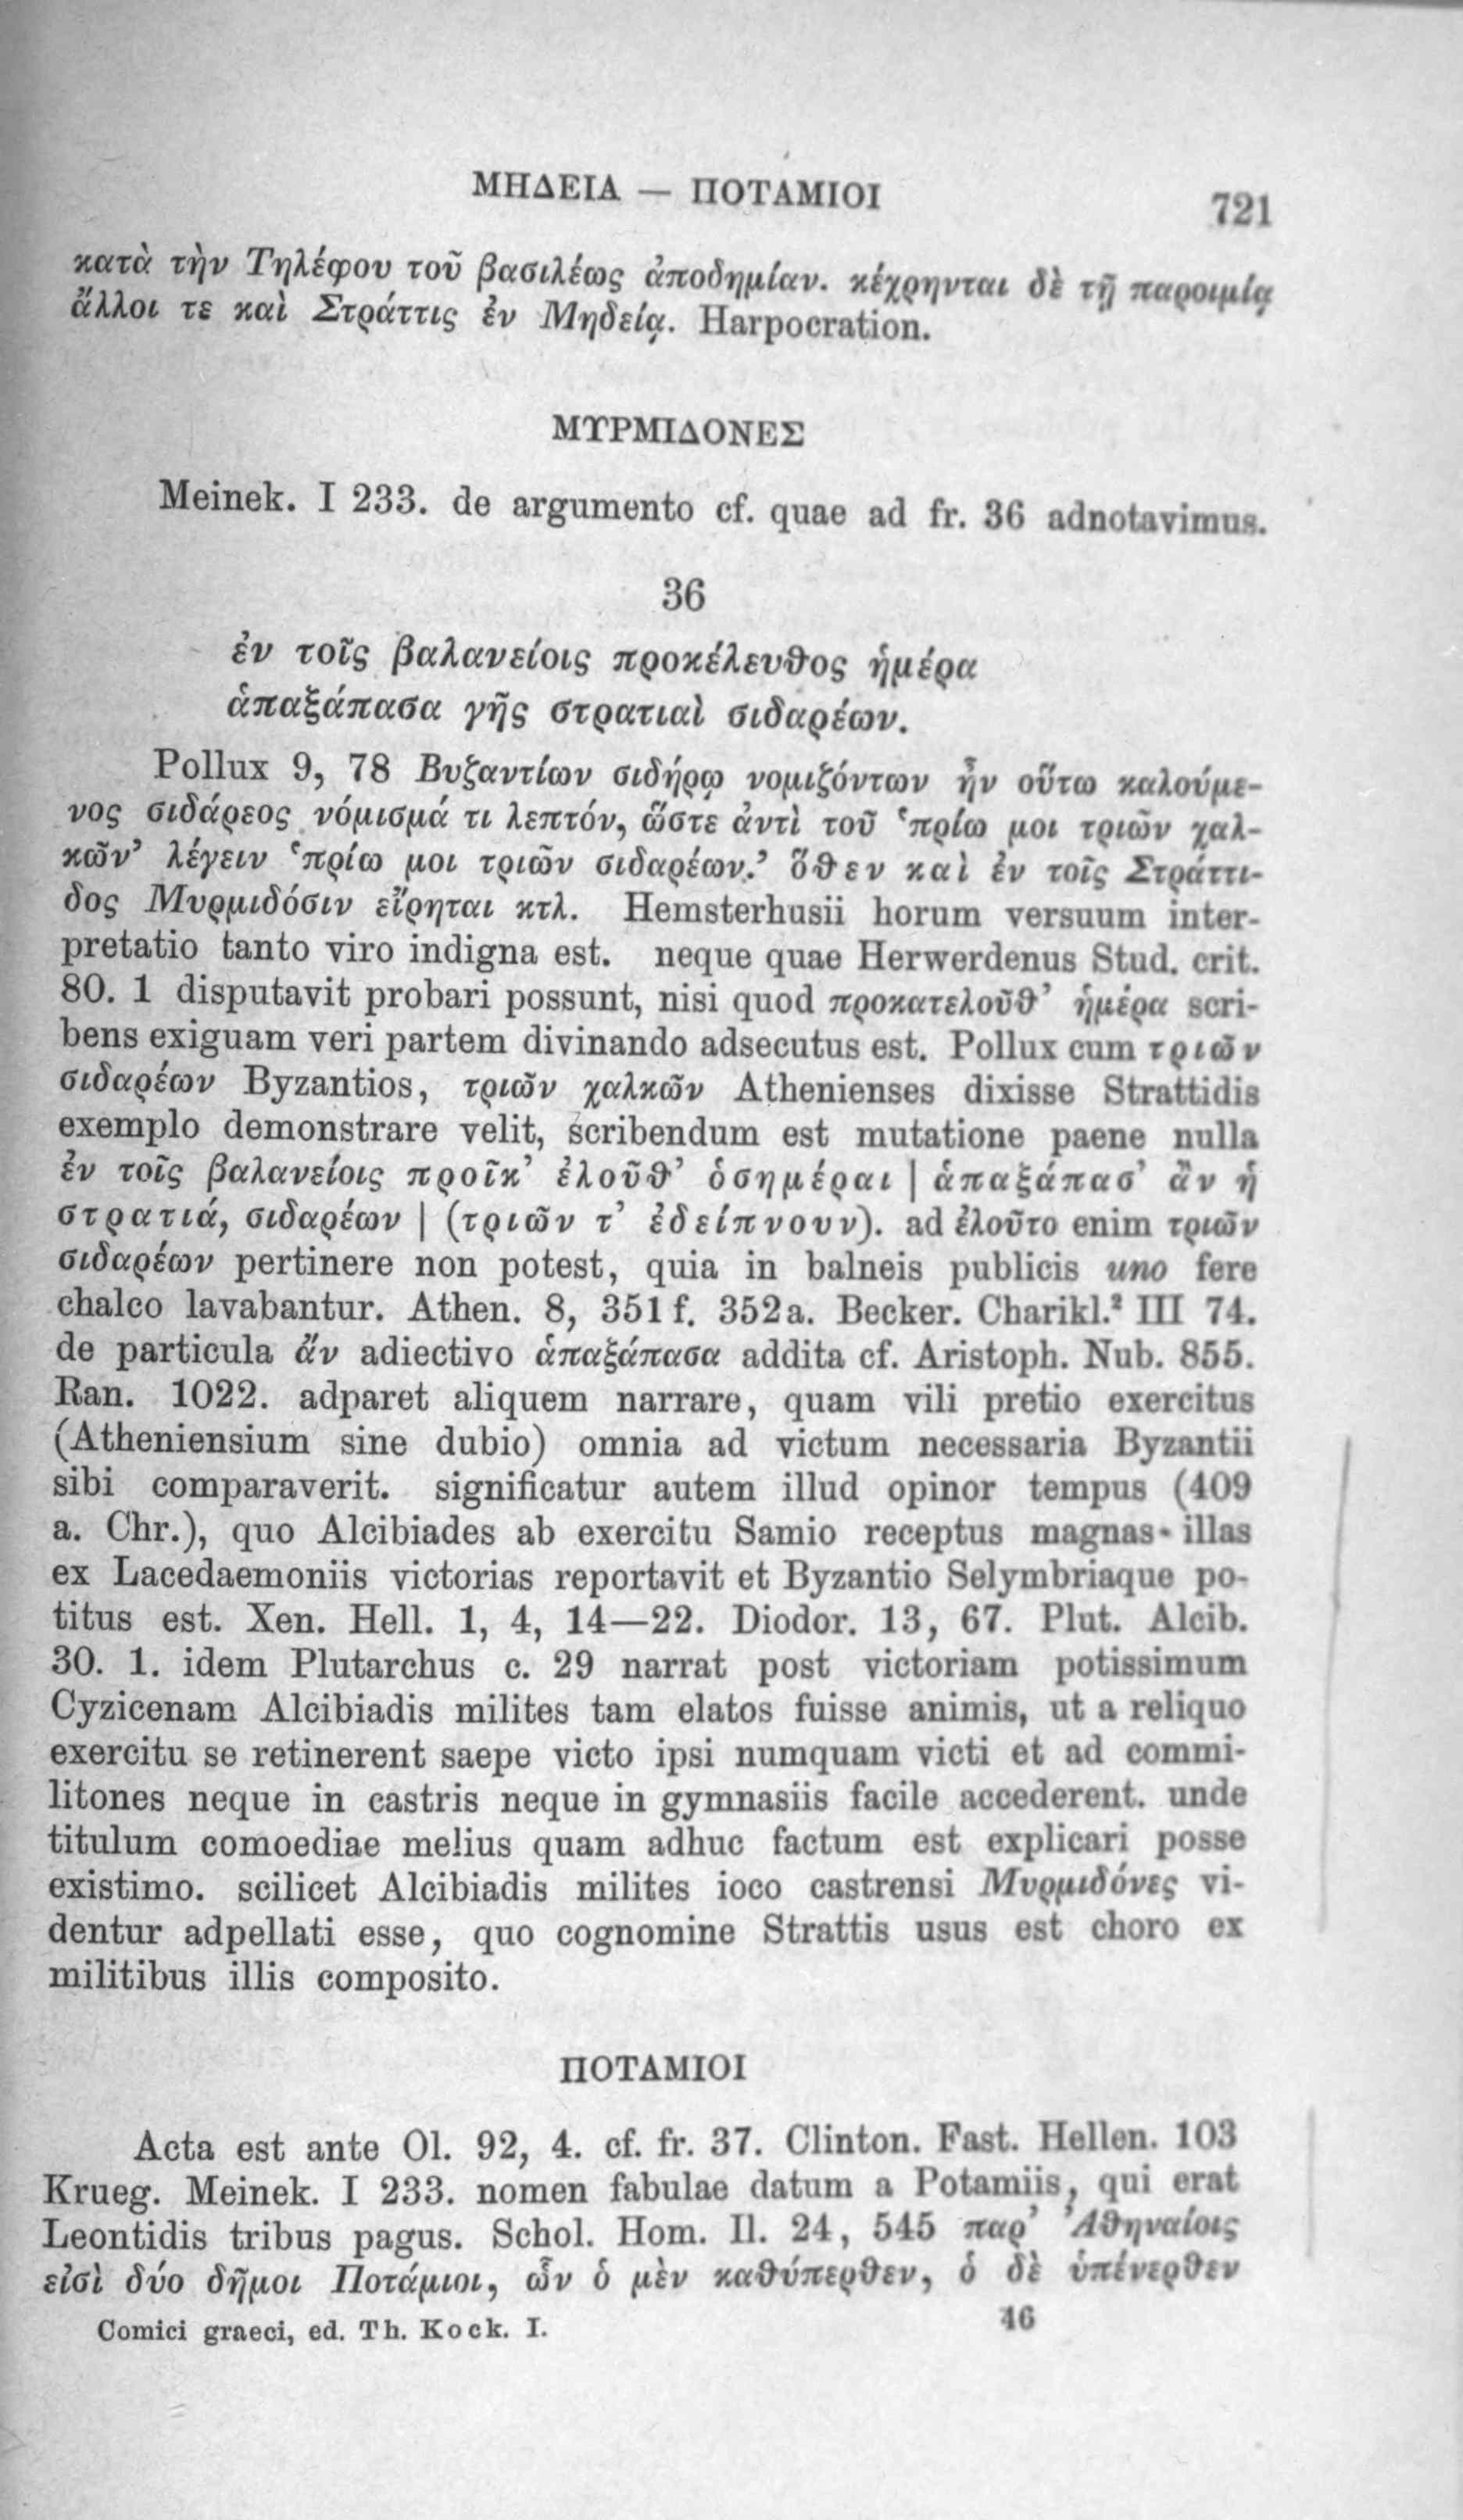 ΜΗΔΕΙΑ — ΠΟΤΑΜΙΟΙ 721
κατὰ τὴν Τηλέφου τοῦ βασιλέως ἀποδημίαν. κέχρηνται δὲ τῇ παροιμίᾳ
ἄλλοι τε καὶ Στράττις ἐν Μηδείᾳ. Harpocration.
ΜΥΡΜΙΔΟΝΕΣ
Meinek. I 233. de argumento cf. quae ad fr. 36 adnotavimus.
36
ἐν τοῖς βαλανείοις προκέλευθος ἡμέρα
ἁπαξάπασα γῆς στρατιαὶ σιδαρέων.
Pollux 9, 78 Βυζαντίων σιδήρῳ νομιζόντων ἦν οὕτω καλούμε-
νος σιδάρεος νόμισμά τι λεπτόν, ὥστε ἀντὶ τοῦ ‘πρίω μοι τριῶν χαλ-
κῶν’ λέγειν ‘πρίω μοι τριῶν σιδαρέων.’ ὅθεν καὶ ἐν τοῖς Στράττι-
δος Μυρμιδόσιν εἴρηται κτλ. Hemsterhusii horum versuum inter-
pretatio tanto viro indigna est. neque quae Herwerdenus Stud. crit.
80. 1 disputavit probari possunt, nisi quod προκατελοῦθ’ ἡμέρα scri-
bens exiguam veri partem divinando adsecutus est. Pollux cum τριῶν
σιδαρέων Byzantios, τριῶν χαλκῶν Athenienses dixisse Strattidis
exemplo demonstrare velit, scribendum est mutatione paene nulla
ἐν τοῖς βαλανείοις προῖκ’ ἐλοῦθ’ ὁσημέραι | ἁπαξάπασ’ ἂν ἡ
στρατιά, σιδαρέων | (τριῶν τ’ ἐδείπνουν). ad ἐλοῦτο enim τριῶν
σιδαρέων pertinere non potest, quia in balneis publicis uno fere
chalco lavabantur. Athen. 8, 351 f. 352 a. Becker. Charikl.² III 74.
de particula ἄν adiectivo ἁπαξάπασα addita cf. Aristoph. Nub. 855.
Ran. 1022. adparet aliquem narrare, quam vili pretio exercitus
(Atheniensium sine dubio) omnia ad victum necessaria Byzantii
sibi comparaverit. significatur autem illud opinor tempus (409
a. Chr.), quo Alcibiades ab exercitu Samio receptus magnas illas
ex Lacedaemoniis victorias reportavit et Byzantio Selymbriaque po-
titus est. Xen. Hell. 1, 4, 14—22. Diodor. 13, 67. Plut. Alcib.
30. 1. idem Plutarchus c. 29 narrat post victoriam potissimum
Cyzicenam Alcibiadis milites tam elatos fuisse animis, ut a reliquo
exercitu se retinerent saepe victo ipsi numquam victi et ad commi-
litones neque in castris neque in gymnasiis facile accederent. unde
titulum comoediae melius quam adhuc factum est explicari posse
existimo. scilicet Alcibiadis milites ioco castrensi Μυρμιδόνες vi-
dentur adpellati esse, quo cognomine Strattis usus est choro ex
militibus illis composito.
ΠΟΤΑΜΙΟΙ
Acta est ante Ol. 92, 4. cf. fr. 37. Clinton. Fast. Hellen. 103
Krueg. Meinek. I 233. nomen fabulae datum a Potamiis, qui erat
Leontidis tribus pagus. Schol. Hom. Il. 24, 545 παρ’ Ἀθηναίοις
εἰσὶ δύο δῆμοι Ποτάμιοι, ὧν ὁ μὲν καθύπερθεν, ὁ δὲ ὑπένερθεν
Comici graeci, ed. Th. Kock. I. 46